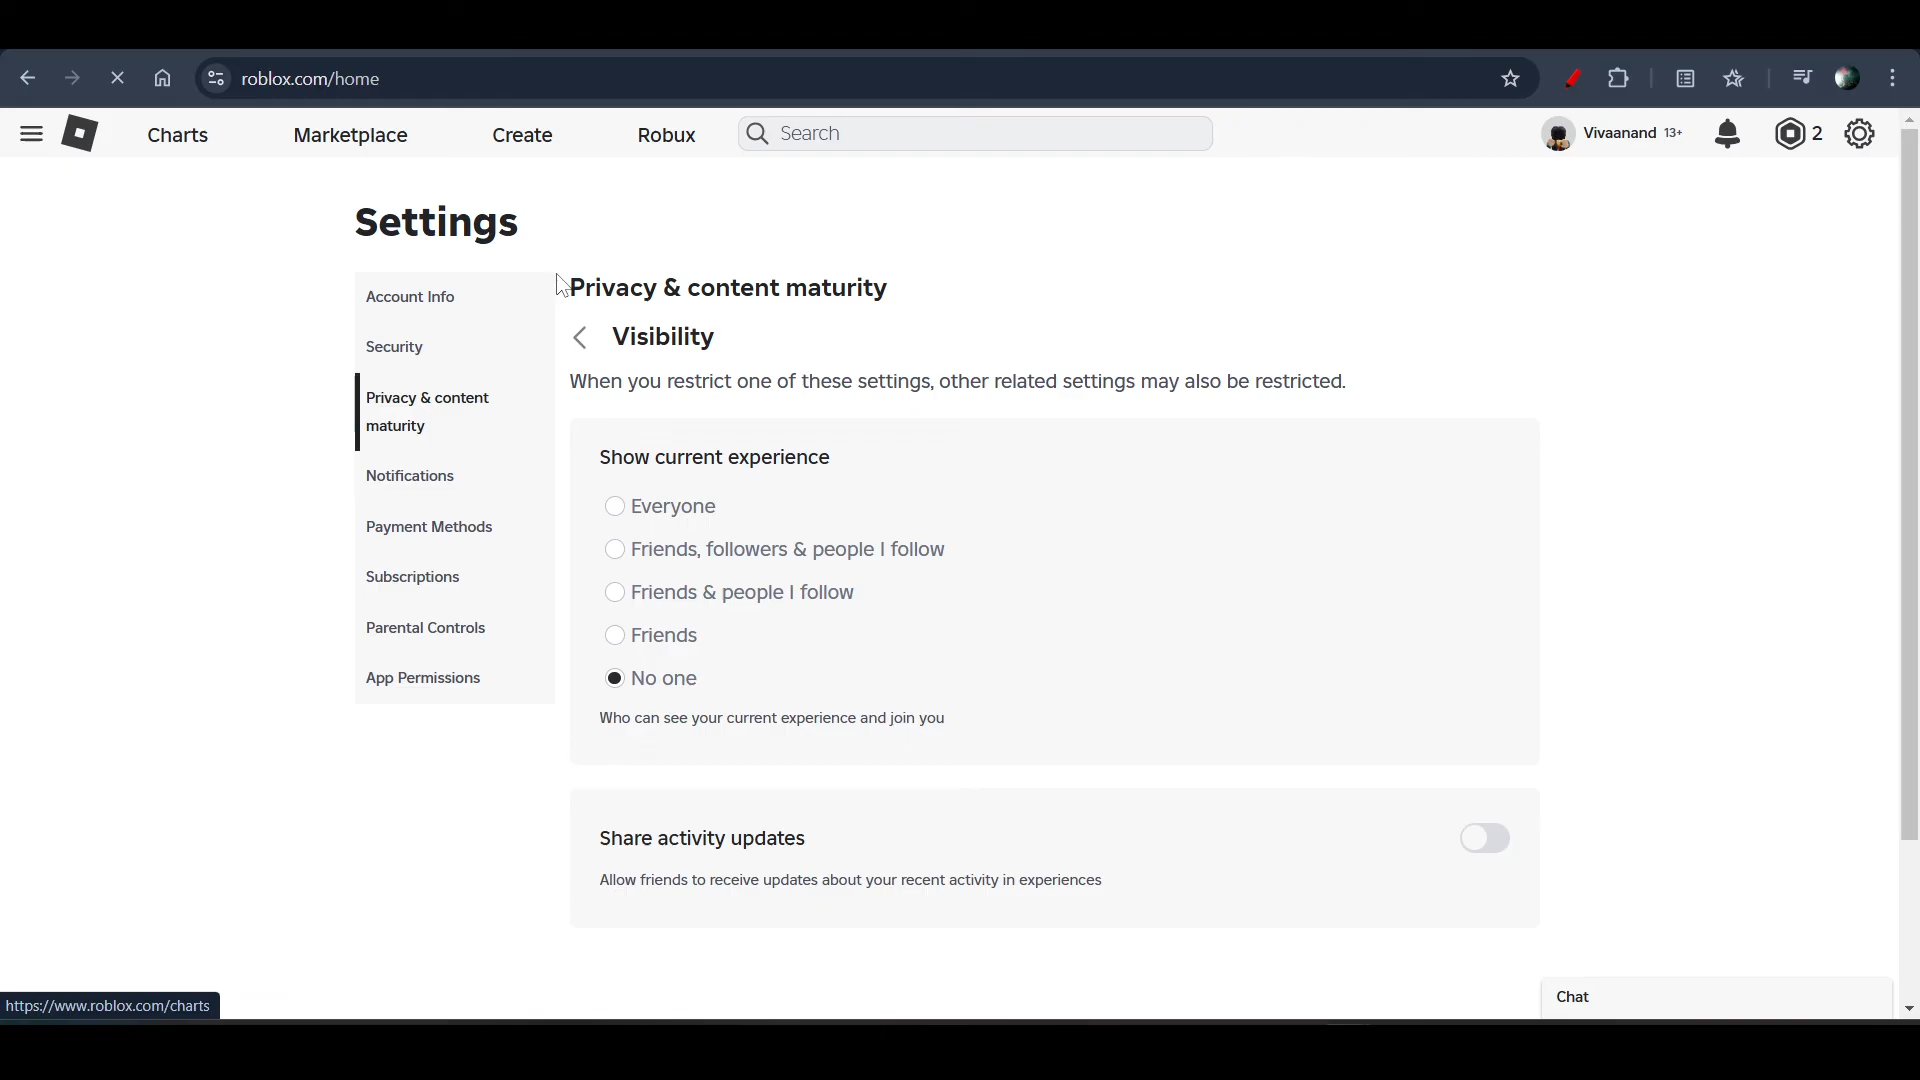 roblox.com/home
Charts
Marketplace
Create
Robux
Search
Vivaanand 13+
2
Settings
Account Info
Security
Privacy & content
maturity
Notifications
Payment Methods
Subscriptions
Parental Controls
App Permissions
Privacy & content maturity
Visibility
When you restrict one of these settings, other related settings may also be restricted.
Show current experience
Everyone
Friends, followers & people I follow
Friends & people I follow
Friends
No one
Who can see your current experience and join you
Share activity updates
Allow friends to receive updates about your recent activity in experiences
Chat
https://www.roblox.com/charts